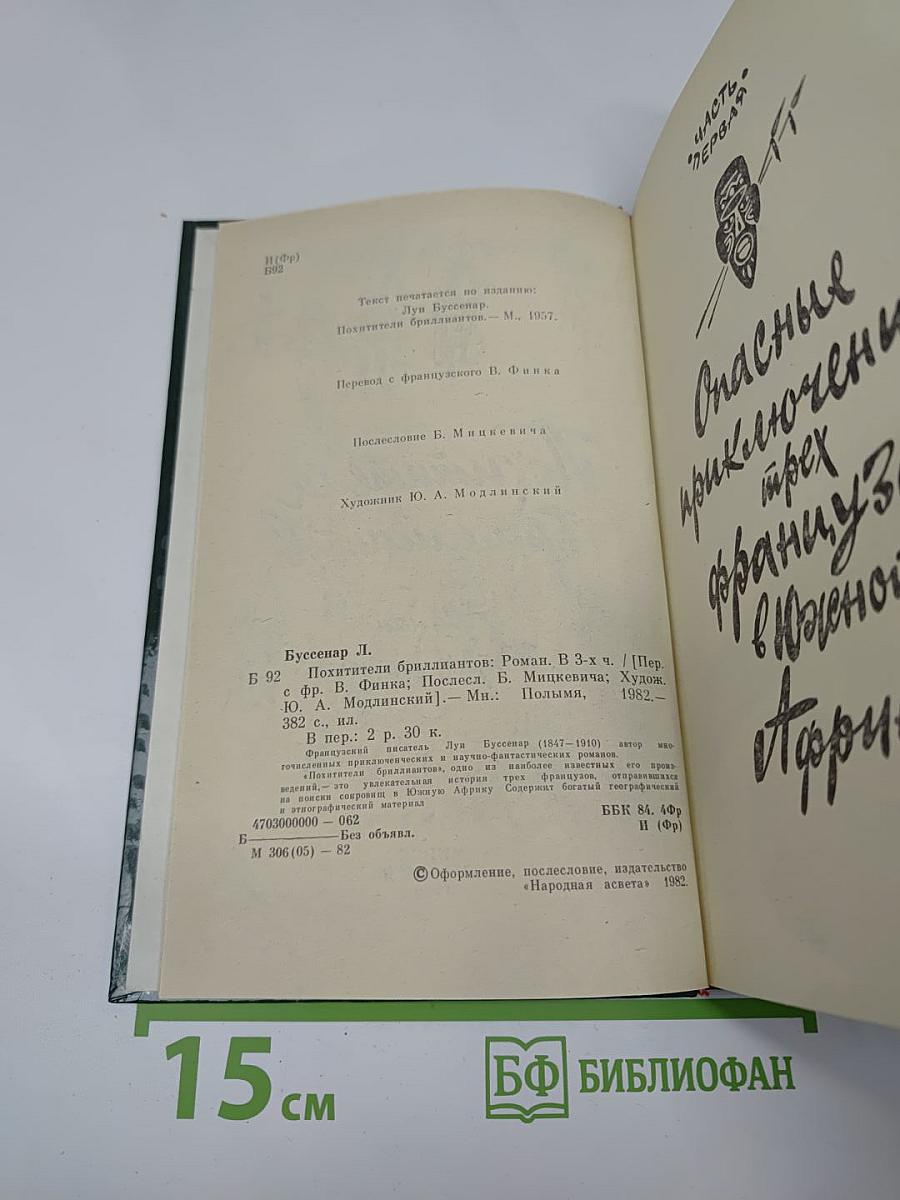 И(Фр)
Б92
Текст печатается по изданию:
Луи Буссенар.
Похитители бриллиантов.— М., 1957.
Перевод с французского В. Финка
Послесловие Б. Мицкевича
Художник Ю. А. Модлинский
Буссенар Л.
Б 92 Похитители бриллиантов: Роман. В 3-х ч. / [Пер.
с фр. В. Финка; Послесл. Б. Мицкевича; Худож.
Ю. А. Модлинский].— Мн.: Полымя, 1982.—
382 с., ил.
В пер.: 2 р. 30 к.
Французский писатель Луи Буссенар (1847—1910) автор мно-
гочисленных приключенческих и научно-фантастических романов.
«Похитители бриллиантов», одно из наиболее известных его произ-
ведений,— это увлекательная история трех французов, отправившихся
на поиски сокровищ в Южную Африку Содержит богатый географический
и этнографический материал
4703000000 — 062
Б————Без объявл.
М 306(05) — 82
ББК 84. 4Фр
И (Фр)
©Оформление, послесловие, издательство
«Народная асвета» 1982.
•ЧАСТЬ•
•ПЕРВАЯ
Опасные
приключени
трех
француз
в Южной
Афри
15 см
БФ БИБЛИОФАН